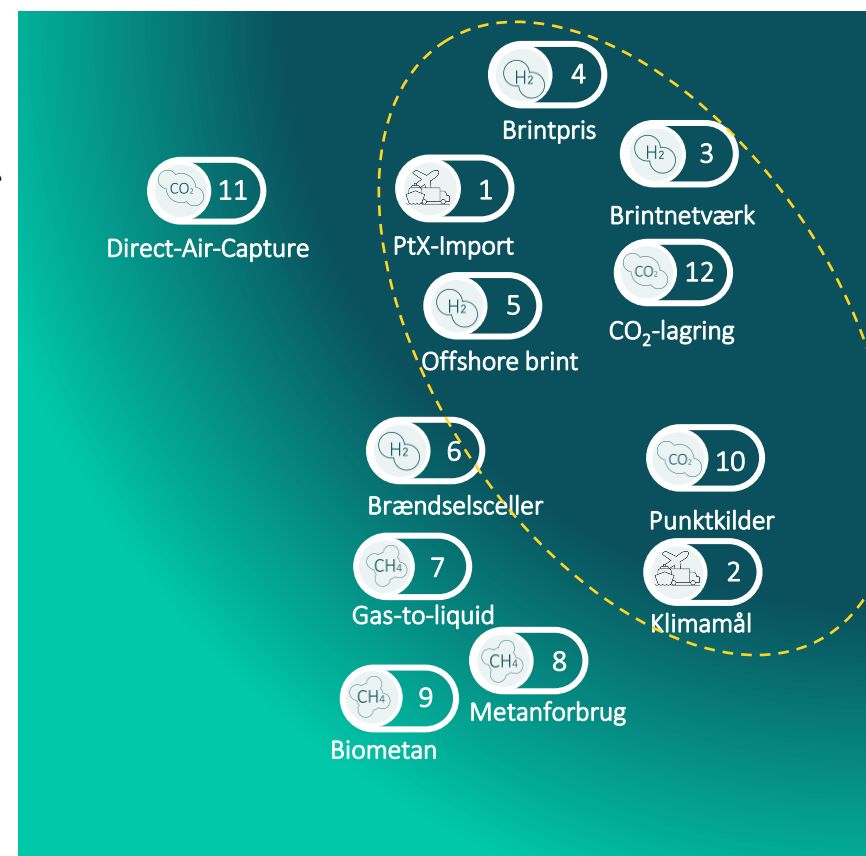 H2 4
Brintpris
H2 3
Brintnetværk
CO2 11
Direct-Air-Capture
1
PtX-Import
CO2 12
CO2-lagring
H2 5
Offshore brint
H2 6
Brændselsceller
CO2 10
Punktkilder
CH4 7
Gas-to-liquid
2
Klimamål
CH4 8
Metanforbrug
CH4 9
Biometan